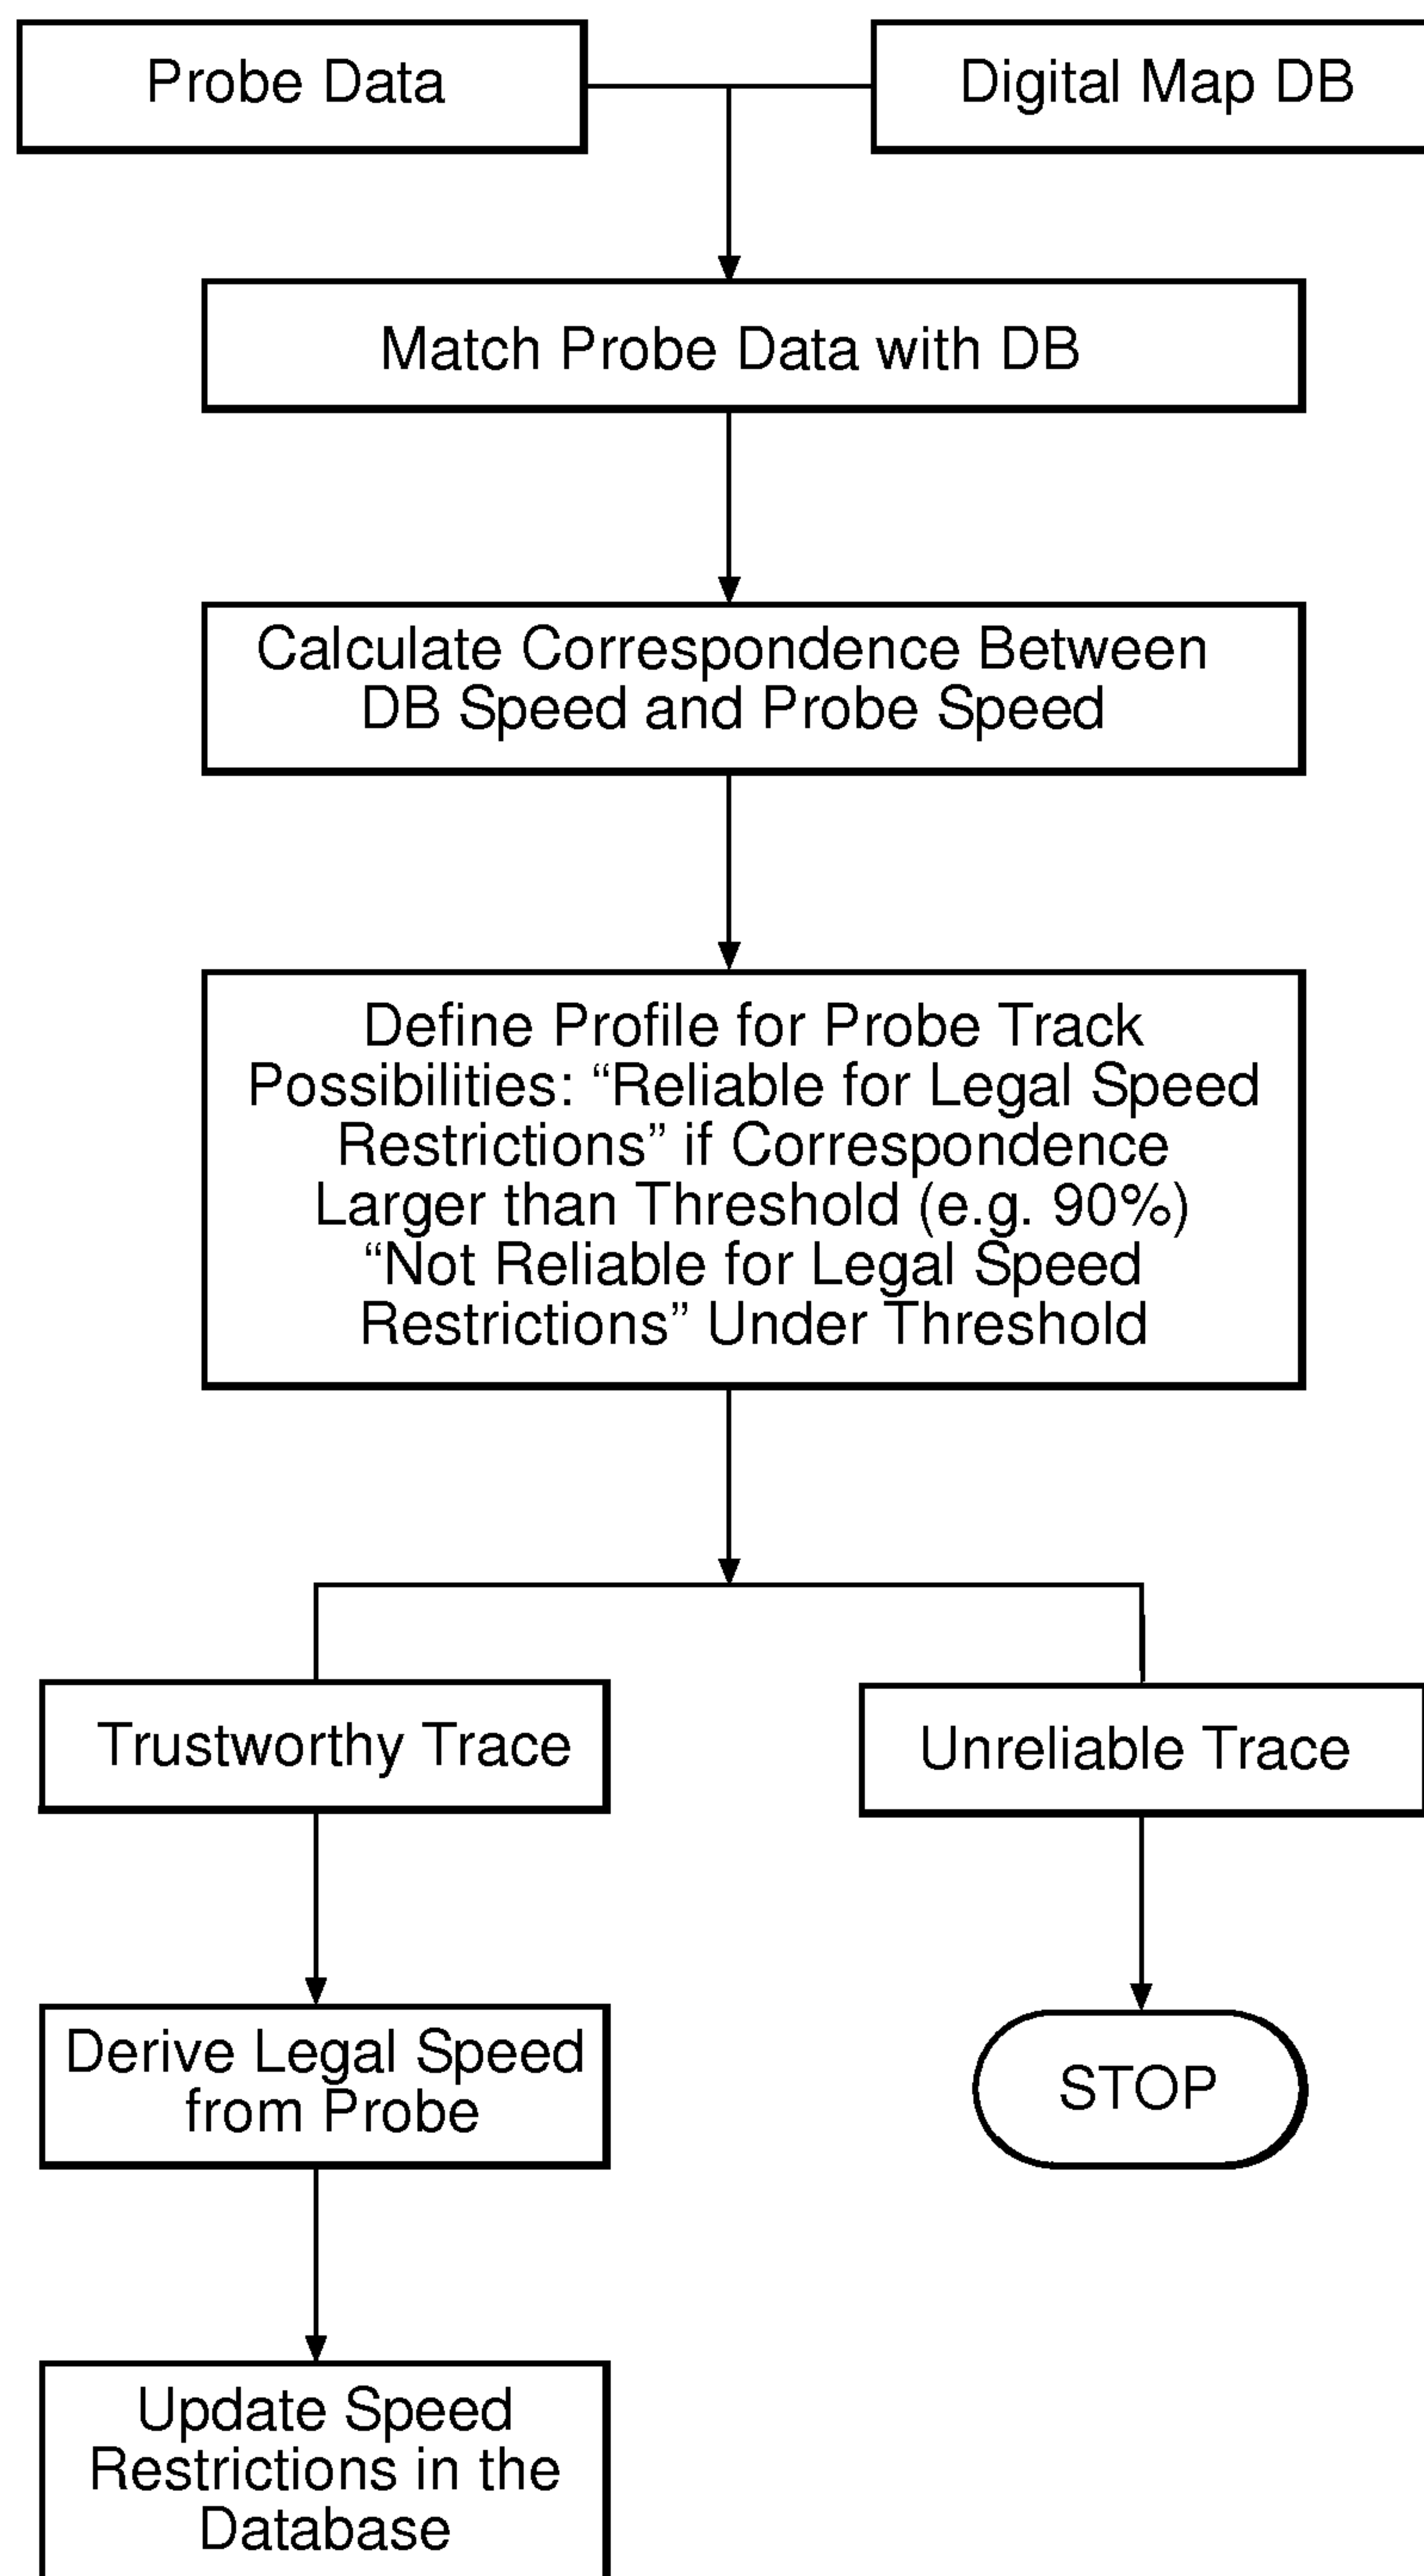 Probe Data
Digital Map DB
Match Probe Data with DB
Calculate Correspondence Between
DB Speed and Probe Speed
Define Profile for Probe Track
Possibilities: “Reliable for Legal Speed
Restrictions” if Correspondence
Larger than Threshold (e.g. 90%)
“Not Reliable for Legal Speed
Restrictions” Under Threshold
Trustworthy Trace
Unreliable Trace
Derive Legal Speed
from Probe
STOP
Update Speed
Restrictions in the
Database